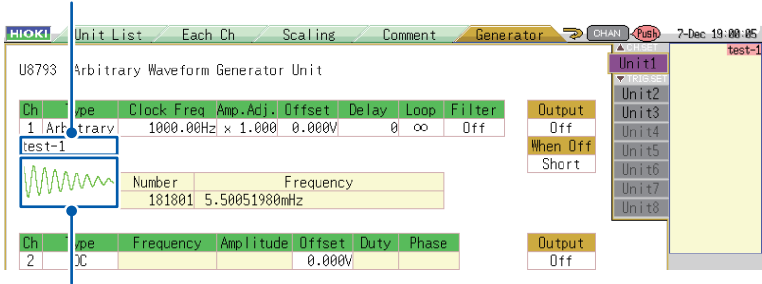 HIOKI Unit List Each Ch Scaling Comment Generator CHAN Push 7-Dec 19:00:05
▲CH.SET test-1
U8793 Arbitrary Waveform Generator Unit Unit1
▼TRIG.SET
Unit2
Ch Type Clock Freq Amp.Adj. Offset Delay Loop Filter Output Unit3
1 Arbitrary 1000.00Hz x 1.000 0.000V 0 ∞ Off Off Unit4
test-1 When Off Unit5
Short Unit6
Number Frequency Unit7
181801 5.50051980mHz Unit8
Ch Type Frequency Amplitude Offset Duty Phase Output
2 DC 0.000V Off